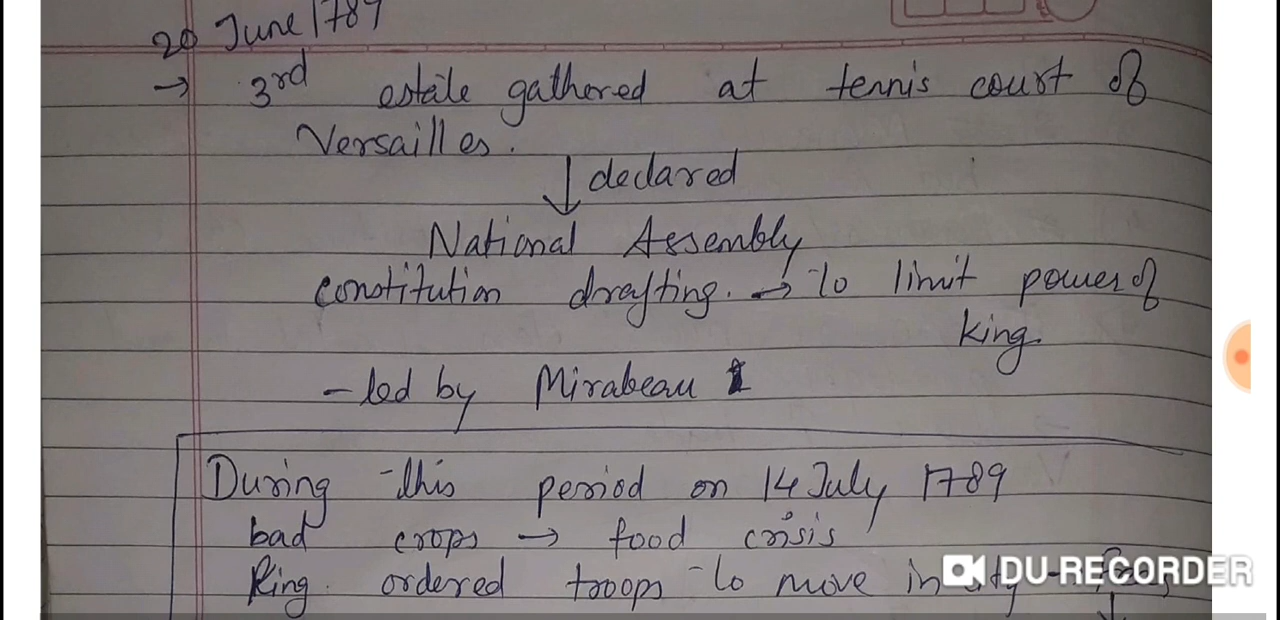 20 June 1789
→ 3rd estate gathered at tennis court of
Versailles.
↓ declared
National Assembly
constitution drafting. → to limit power of
king.
- led by Mirabeau
During this period on 14 July 1789
bad crops → food crisis
King ordered troops to move in city →
DU RECORDER